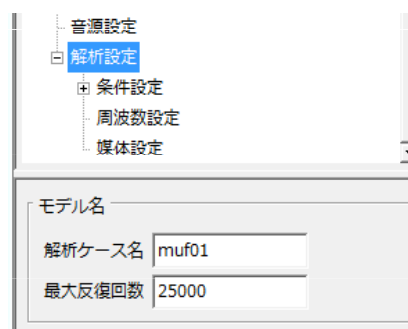 音源設定
解析設定
条件設定
周波数設定
媒体設定
モデル名
解析ケース名 muf01
最大反復回数 25000